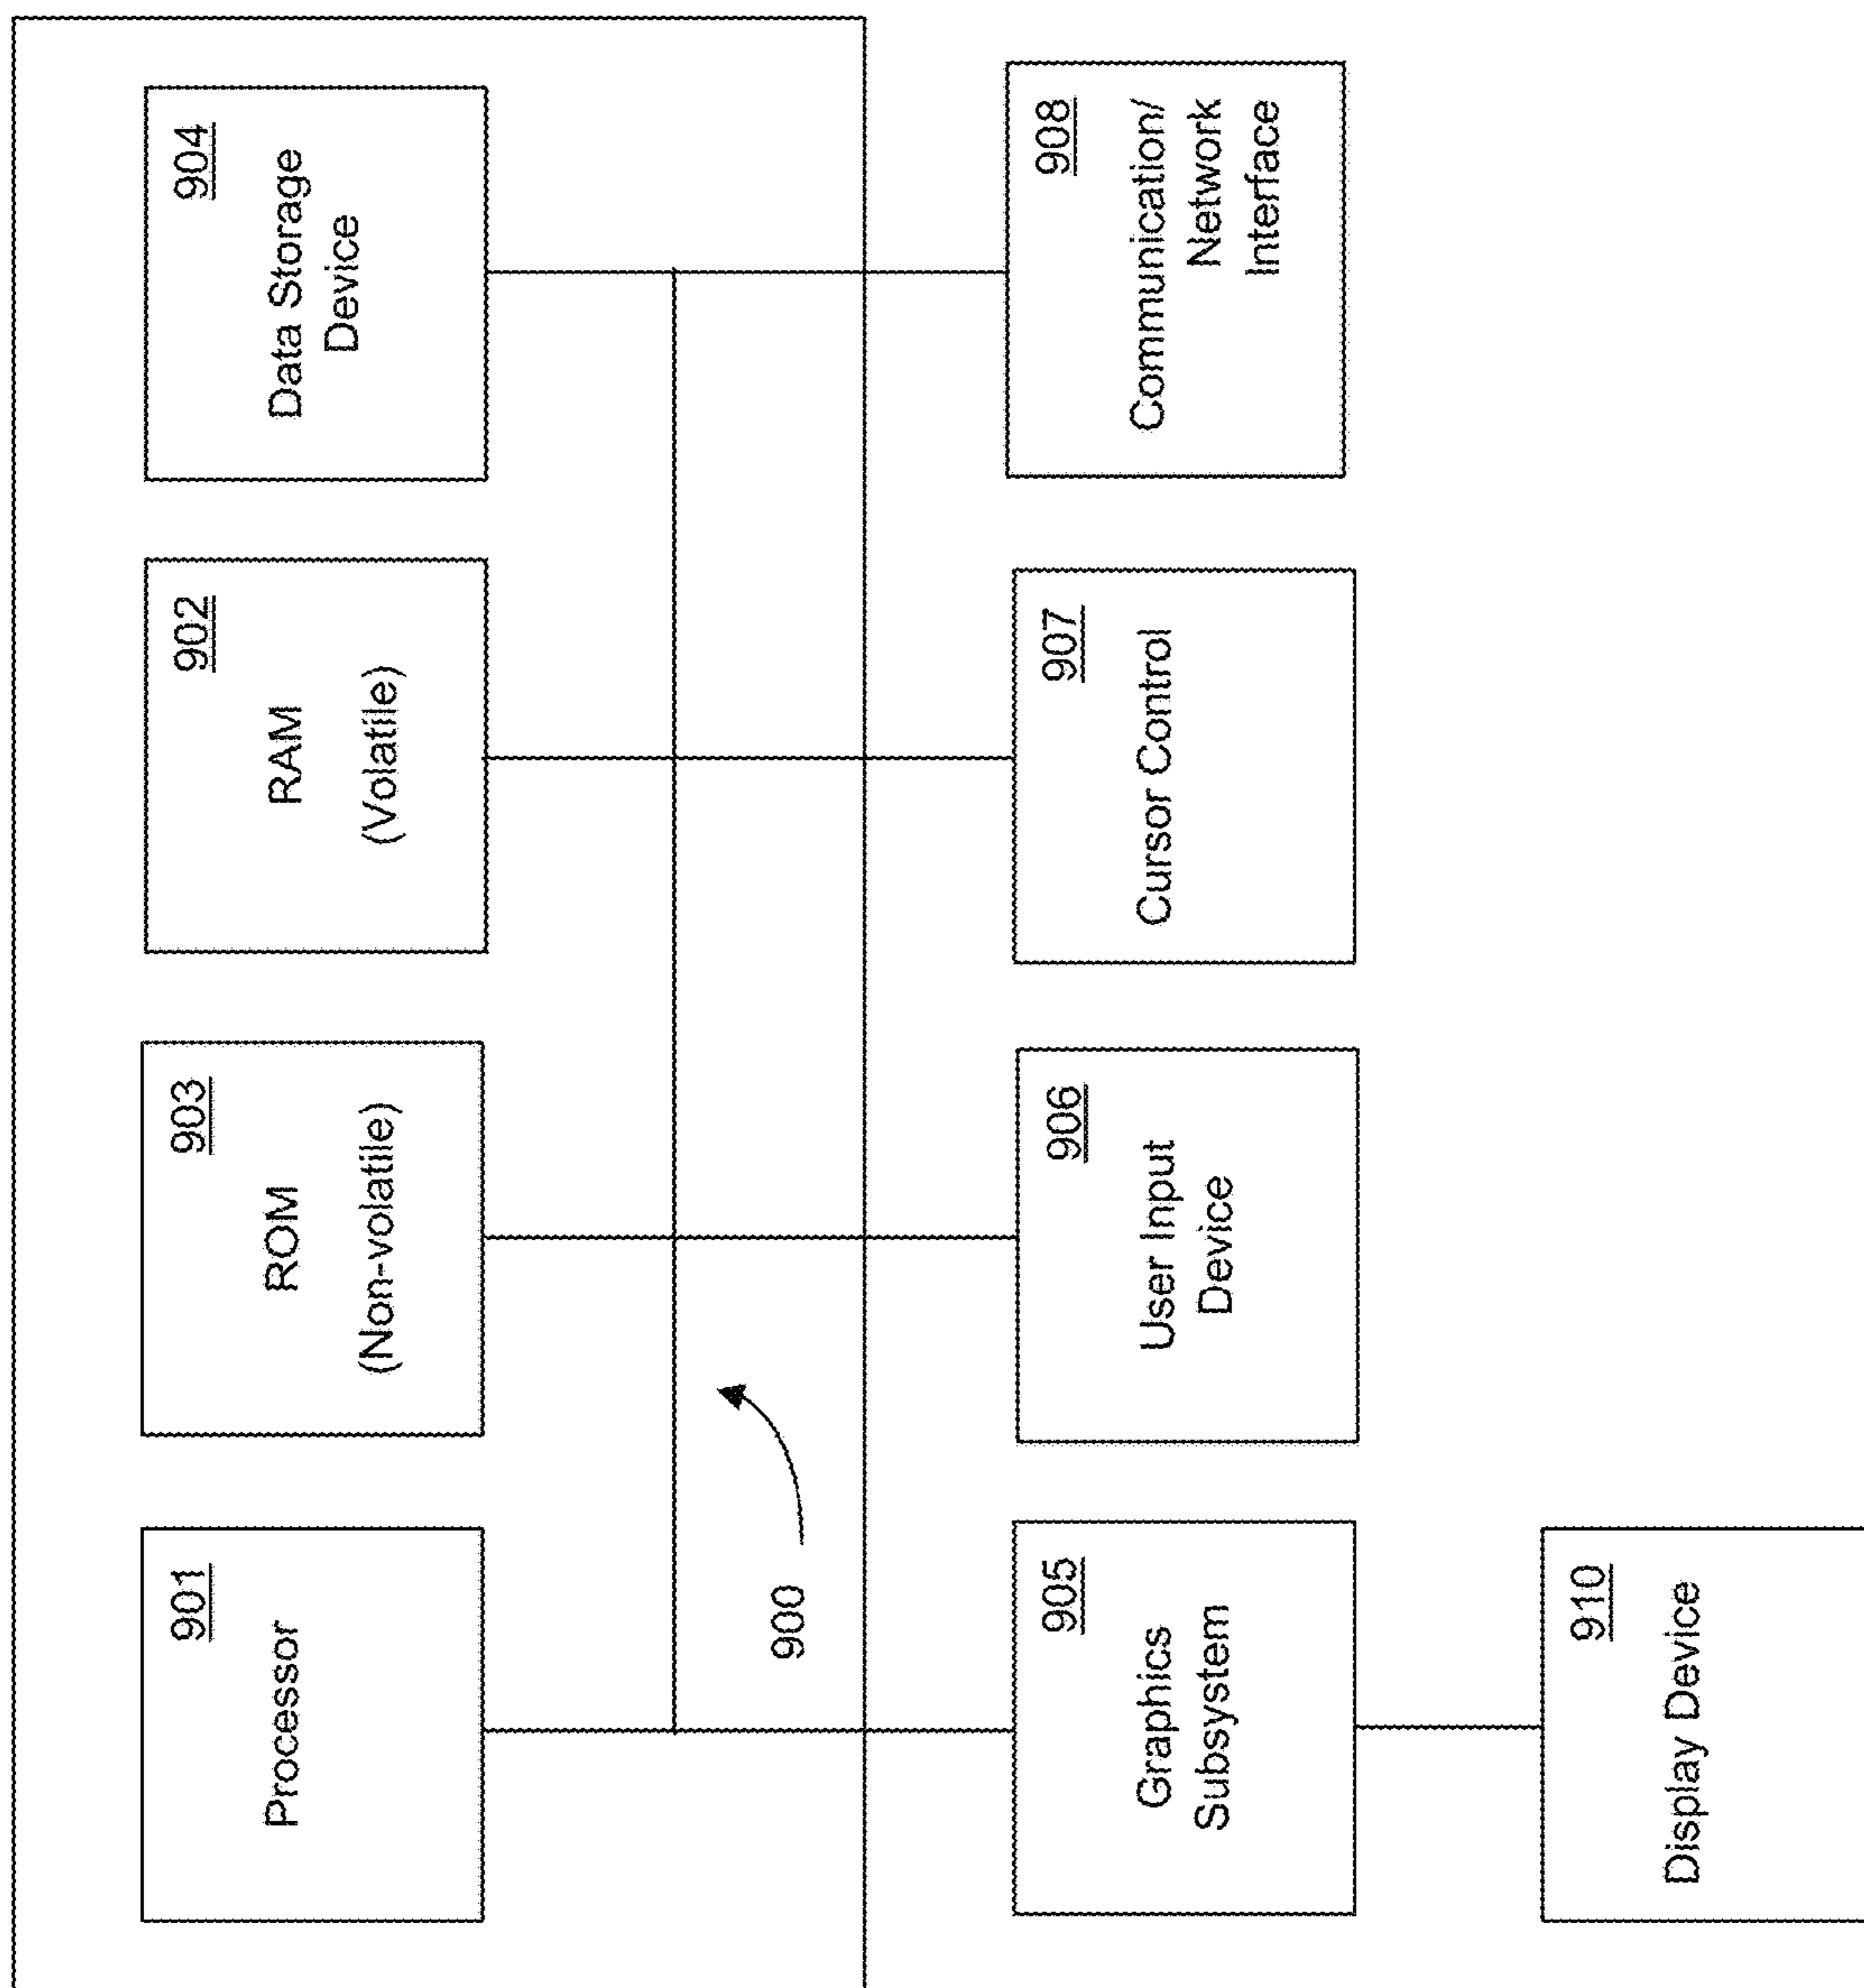 901
Processor
903
ROM
(Non-volatile)
902
RAM
(Volatile)
904
Data Storage
Device
900
905
Graphics
Subsystem
906
User Input
Device
907
Cursor Control
908
Communication/
Network
Interface
910
Display Device